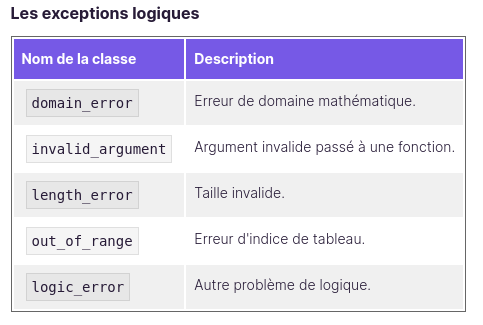 Les exceptions logiques
Nom de la classe Description
domain_error Erreur de domaine mathématique.
invalid_argument Argument invalide passé à une fonction.
length_error Taille invalide.
out_of_range Erreur d'indice de tableau.
logic_error Autre problème de logique.